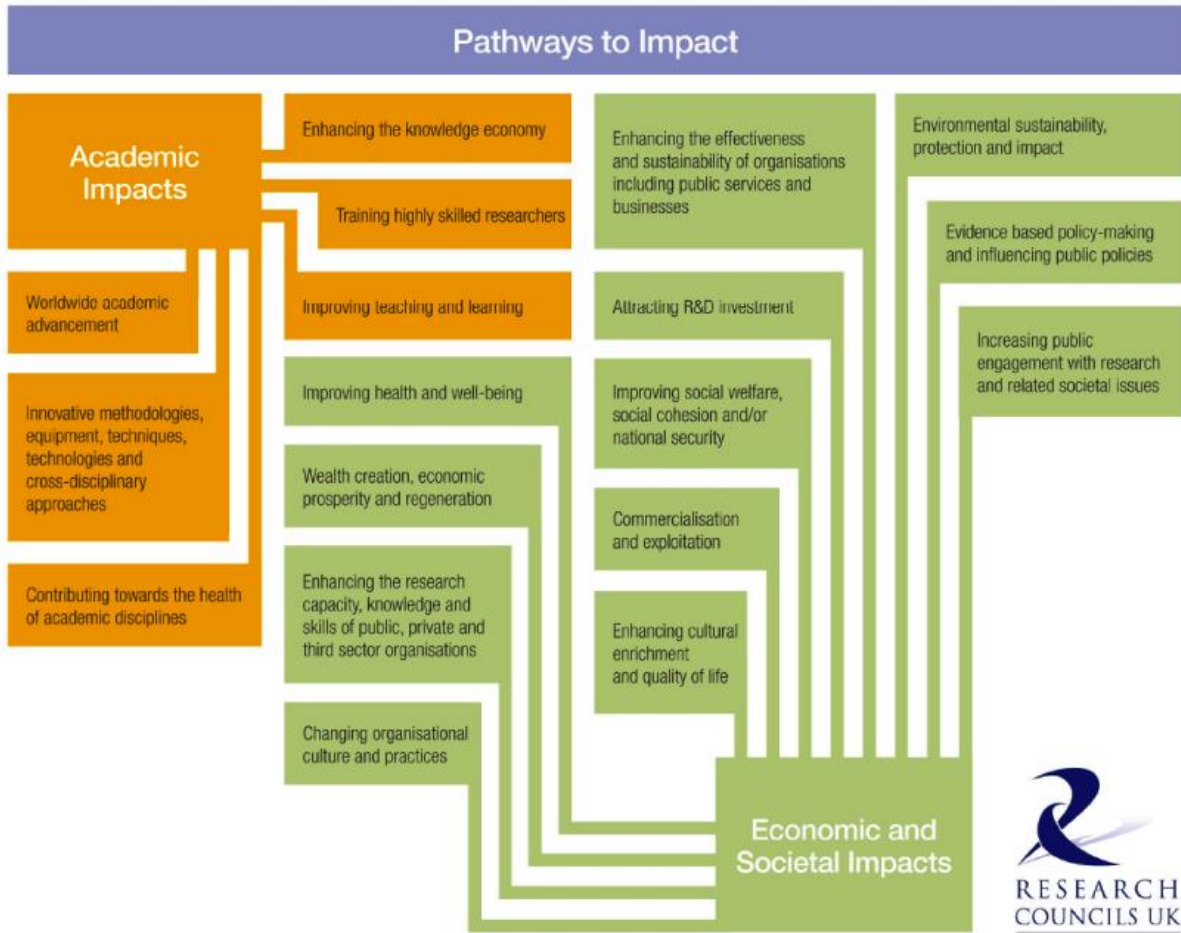 Pathways to Impact
Academic
Impacts
Enhancing the knowledge economy
Training highly skilled researchers
Improving teaching and learning
Worldwide academic
advancement
Innovative methodologies,
equipment, techniques,
technologies and
cross-disciplinary
approaches
Contributing towards the health
of academic disciplines
Improving health and well-being
Wealth creation, economic
prosperity and regeneration
Enhancing the research
capacity, knowledge and
skills of public, private and
third sector organisations
Changing organisational
culture and practices
Enhancing the effectiveness
and sustainability of organisations
including public services and
businesses
Attracting R&D investment
Improving social welfare,
social cohesion and/or
national security
Commercialisation
and exploitation
Enhancing cultural
enrichment
and quality of life
Environmental sustainability,
protection and impact
Evidence based policy-making
and influencing public policies
Increasing public
engagement with research
and related societal issues
Economic and
Societal Impacts
RESEARCH
COUNCILS UK